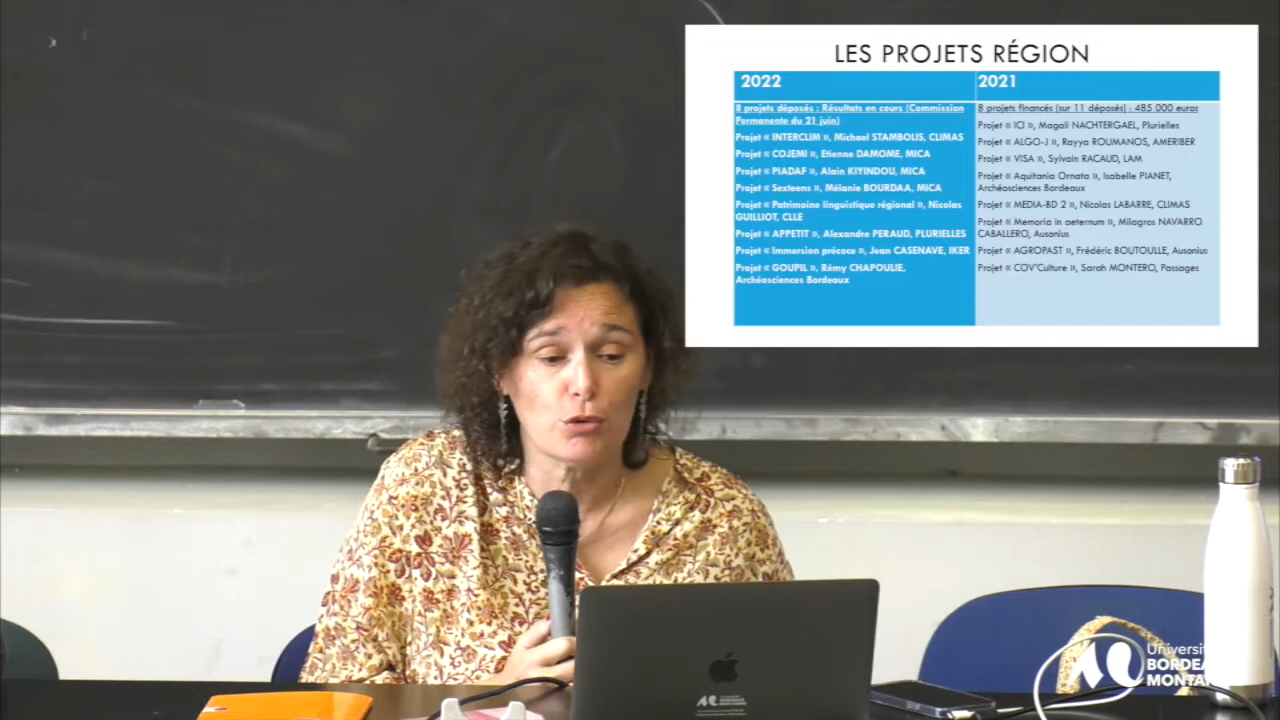 LES PROJETS RÉGION
2022
8 projets déposés : Résultats en cours (Commission
Permanente du 21 juin)
Projet « INTERCLIM », Michael STAMBOLIS, CLIMAS
Projet « COJEMI », Etienne DAMOME, MICA
Projet « PIADAF », Alain KIYINDOU, MICA
Projet « Sexteens », Mélanie BOURDAA, MICA
Projet « Patrimoine linguistique régional », Nicolas
GUILLIOT, CLLE
Projet « APPETIT », Alexandre PERAUD, PLURIELLES
Projet « Immersion précoce », Jean CASENAVE, IKER
Projet « GOUPIL », Rémy CHAPOULIE,
Archéosciences Bordeaux
2021
8 projets financés (sur 11 déposés) : 485 000 euros
Projet « ICI », Magali NACHTERGAEL, Plurielles
Projet « ALGO-J », Rayya ROUMANOS, AMERIBER
Projet « VISA », Sylvain RACAUD, LAM
Projet « Aquitania Ornata », Isabelle PIANET,
Archéosciences Bordeaux
Projet « MEDIA-BD 2 », Nicolas LABARRE, CLIMAS
Projet « Memoria in aeternum », Milagros NAVARRO
CABALLERO, Ausonius
Projet « AGROPAST », Frédéric BOUTOULLE, Ausonius
Projet « COV'Culture », Sarah MONTERO, Passages
Universit
BORDEA
MONTA